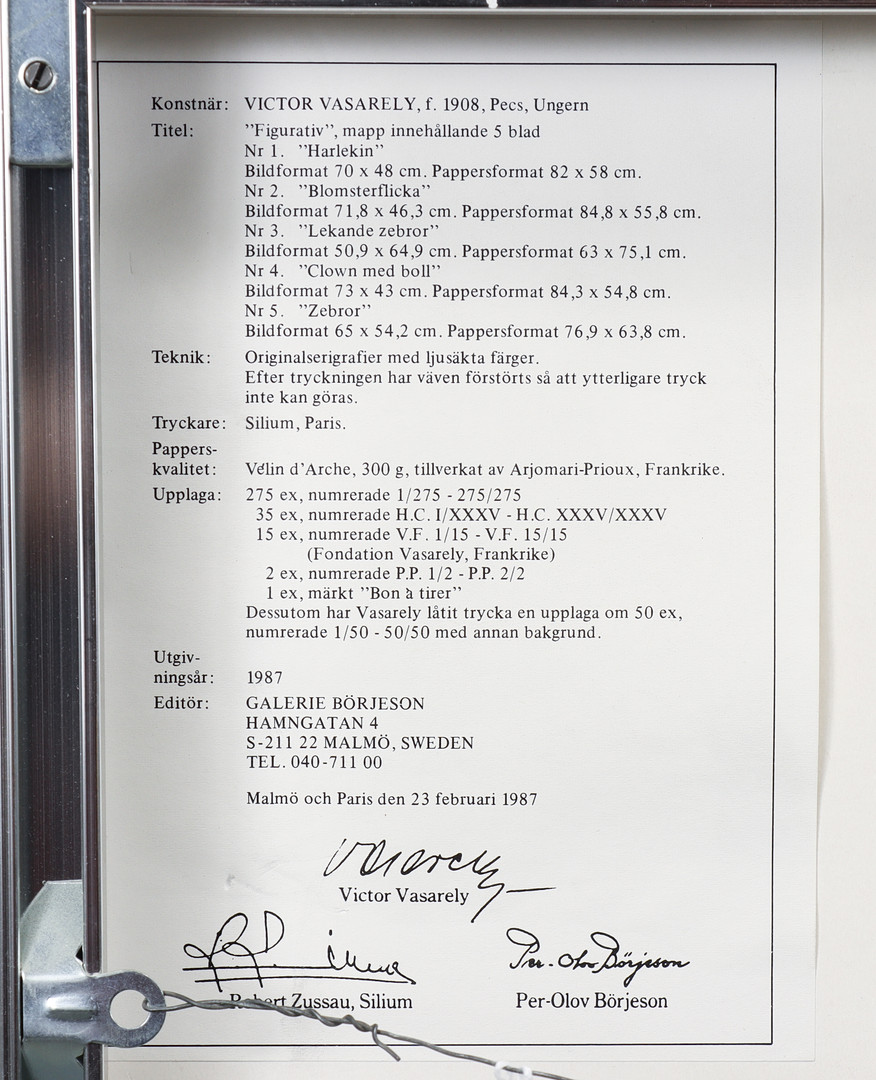 Konstnär: VICTOR VASARELY, f. 1908, Pecs, Ungern
Titel: ”Figurativ”, mapp innehållande 5 blad
Nr 1. ”Harlekin”
Bildformat 70 x 48 cm. Pappersformat 82 x 58 cm.
Nr 2. ”Blomsterflicka”
Bildformat 71,8 x 46,3 cm. Pappersformat 84,8 x 55,8 cm.
Nr 3. ”Lekande zebror”
Bildformat 50,9 x 64,9 cm. Pappersformat 63 x 75,1 cm.
Nr 4. ”Clown med boll”
Bildformat 73 x 43 cm. Pappersformat 84,3 x 54,8 cm.
Nr 5. ”Zebror”
Bildformat 65 x 54,2 cm. Pappersformat 76,9 x 63,8 cm.
Teknik: Originalserigrafier med ljusäkta färger.
Efter tryckningen har väven förstörts så att ytterligare tryck
inte kan göras.
Tryckare: Silium, Paris.
Pappers-
kvalitet: Vélin d’Arche, 300 g, tillverkat av Arjomari-Prioux, Frankrike.
Upplaga: 275 ex, numrerade 1/275 - 275/275
35 ex, numrerade H.C. I/XXXV - H.C. XXXV/XXXV
15 ex, numrerade V.F. 1/15 - V.F. 15/15
(Fondation Vasarely, Frankrike)
2 ex, numrerade P.P. 1/2 - P.P. 2/2
1 ex, märkt ”Bon à tirer”
Dessutom har Vasarely låtit trycka en upplaga om 50 ex,
numrerade 1/50 - 50/50 med annan bakgrund.
Utgiv-
ningsår: 1987
Editör: GALERIE BÖRJESON
HAMNGATAN 4
S-211 22 MALMÖ, SWEDEN
TEL. 040-711 00
Malmö och Paris den 23 februari 1987
Vasarely
Victor Vasarely
Per-Olov Börjeson
Robert Zussau, Silium Per-Olov Börjeson